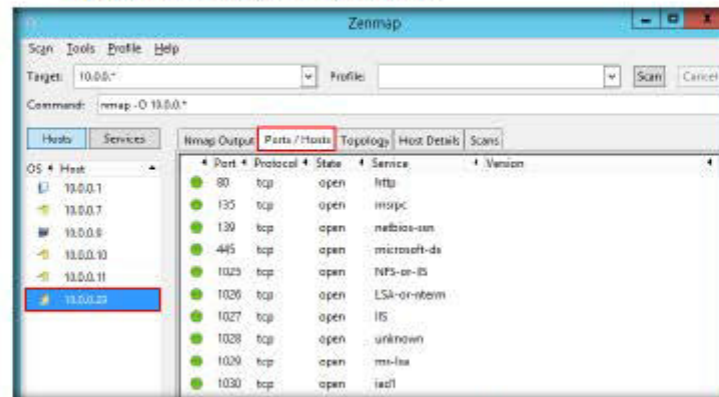 Zenmap
Scan Tools Profile Help
Target: 10.0.0.* Profile: Scan Cancel
Command: nmap -O 10.0.0.*
Hosts Services Nmap Output Ports / Hosts Topology Host Details Scans
OS Host Port Protocol State Service Version
10.0.0.1 80 tcp open http
10.0.0.7 135 tcp open msrpc
10.0.0.9 139 tcp open netbios-ssn
10.0.0.10 445 tcp open microsoft-ds
10.0.0.11 1025 tcp open NFS-or-IIS
1026 tcp open LSA-or-nterm
1027 tcp open IIS
1028 tcp open unknown
1029 tcp open ms-lsa
1030 tcp open iad1